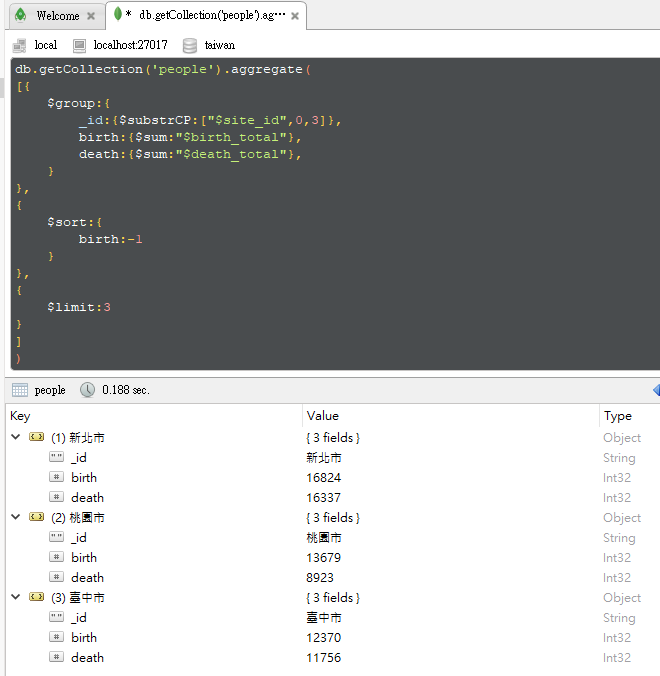 Welcome
* db.getCollection('people').ag···
local localhost:27017 taiwan
db.getCollection('people').aggregate(
[{
    $group:{
        _id:{$substrCP:["$site_id",0,3]},
        birth:{$sum:"$birth_total"},
        death:{$sum:"$death_total"},
    }
},
{
    $sort:{
        birth:-1
    }
},
{
    $limit:3
}
]
)
people 0.188 sec.
Key Value Type
(1) 新北市 { 3 fields } Object
" " _id 新北市 String
# birth 16824 Int32
# death 16337 Int32
(2) 桃園市 { 3 fields } Object
" " _id 桃園市 String
# birth 13679 Int32
# death 8923 Int32
(3) 臺中市 { 3 fields } Object
" " _id 臺中市 String
# birth 12370 Int32
# death 11756 Int32